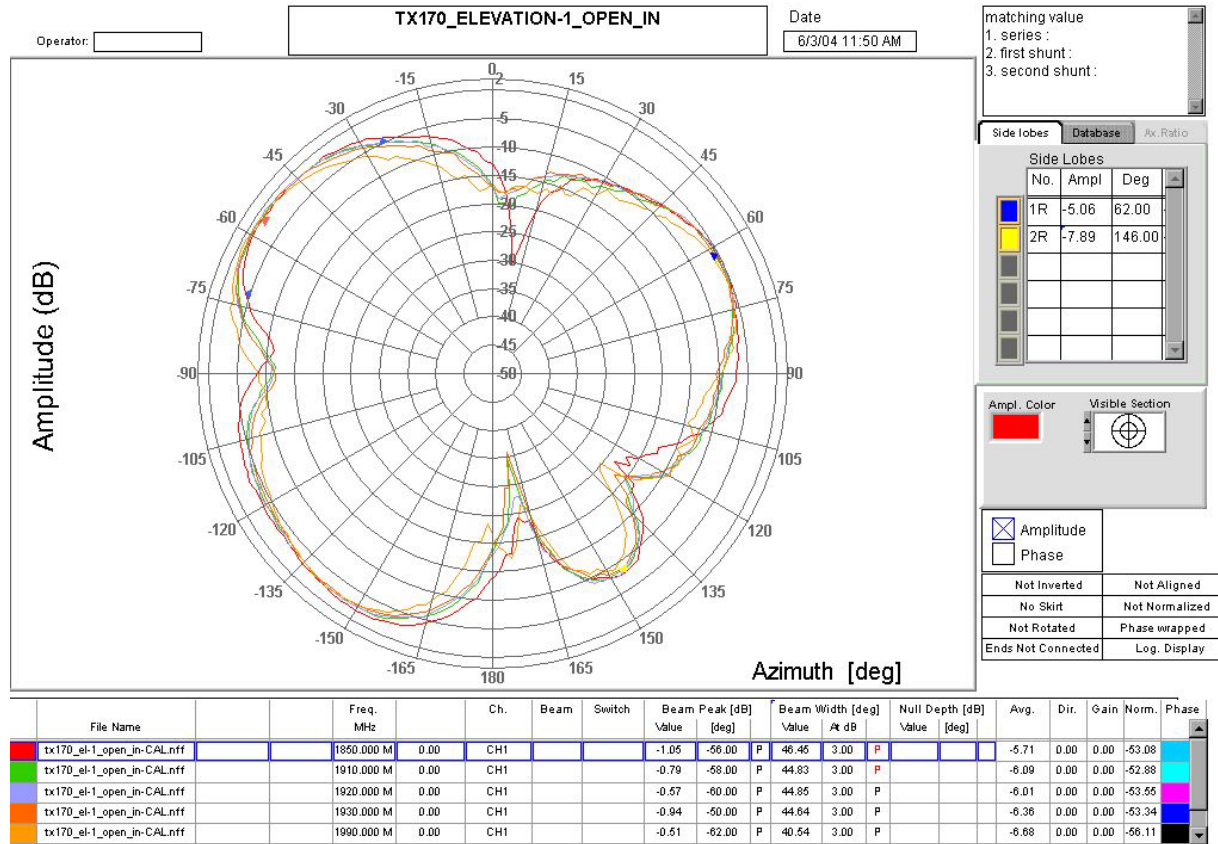 TX170_ELEVATION-1_OPEN_IN
Operator:
Date
6/3/04 11:50 AM
matching value
1. series :
2. first shunt :
3. second shunt :
Side lobes Database Ax.Ratio
Side Lobes
No. Ampl Deg
1R -5.06 62.00
2R -7.89 146.00
Ampl. Color Visible Section
Amplitude
Phase
Not Inverted Not Aligned
No Skirt Not Normalized
Not Rotated Phase wrapped
Ends Not Connected Log. Display
Amplitude (dB)
Azimuth [deg]
0
15
30
45
60
75
90
105
120
135
150
165
180
-165
-150
-135
-120
-105
-90
-75
-60
-45
-30
-15
2
-5
-10
-15
-20
-25
-30
-35
-40
-45
-50
File Name Freq. MHz Ch. Beam Switch Beam Peak [dB] Value [deg] Beam Width [deg] Value At dB Null Depth [dB] Value [deg] Avg. Dir. Gain Norm. Phase
tx170_el-1_open_in-CAL.nff 1850.000 M 0.00 CH1 -1.05 -56.00 P 46.45 3.00 P -5.71 0.00 0.00 -53.08
tx170_el-1_open_in-CAL.nff 1910.000 M 0.00 CH1 -0.79 -58.00 P 44.83 3.00 P -6.09 0.00 0.00 -52.88
tx170_el-1_open_in-CAL.nff 1920.000 M 0.00 CH1 -0.57 -60.00 P 44.85 3.00 P -6.01 0.00 0.00 -53.55
tx170_el-1_open_in-CAL.nff 1930.000 M 0.00 CH1 -0.94 -50.00 P 44.64 3.00 P -6.36 0.00 0.00 -53.34
tx170_el-1_open_in-CAL.nff 1990.000 M 0.00 CH1 -0.51 -62.00 P 40.54 3.00 P -6.68 0.00 0.00 -56.11